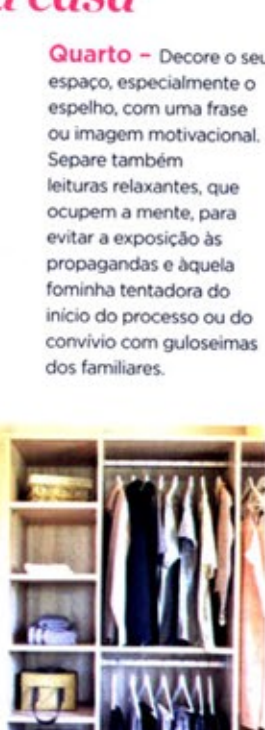 a casa
Quarto – Decore o seu
espaço, especialmente o
espelho, com uma frase
ou imagem motivacional.
Separe também
leituras relaxantes, que
ocupem a mente, para
evitar a exposição às
propagandas e àquela
fominha tentadora do
início do processo ou do
convívio com guloseimas
dos familiares.